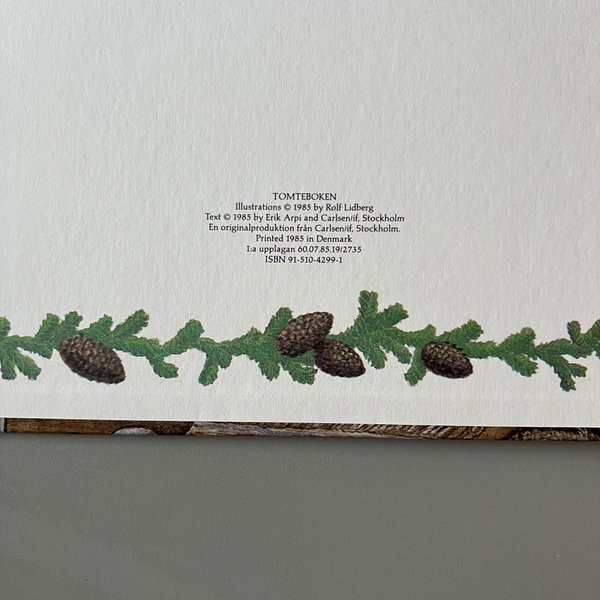 TOMTEBOKEN
Illustrations © 1985 by Rolf Lidberg
Text © 1985 by Erik Arpi and Carlsen/if, Stockholm
En originalproduktion från Carlsen/if, Stockholm.
Printed 1985 in Denmark
1:a upplagan 60.07.85.19/2735
ISBN 91-510-4299-1